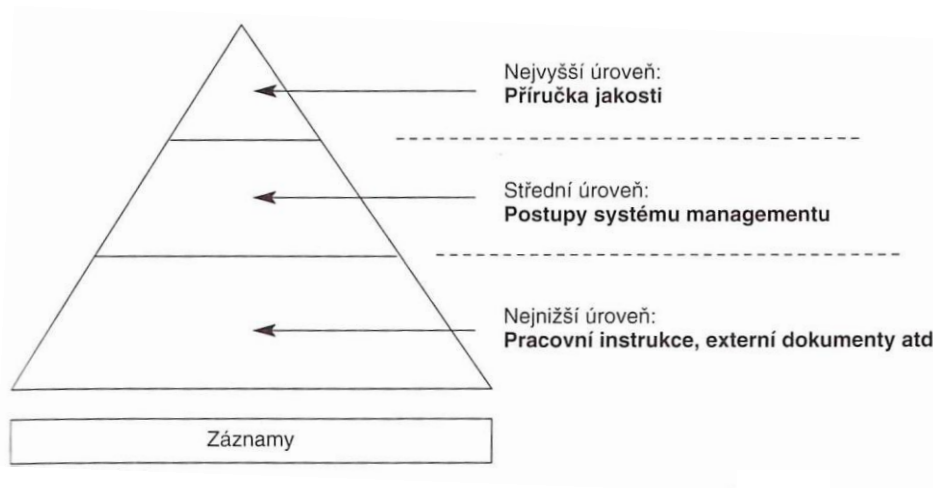 Nejvyšší úroveň:
Příručka jakosti
Střední úroveň:
Postupy systému managementu
Nejnižší úroveň:
Pracovní instrukce, externí dokumenty atd
Záznamy